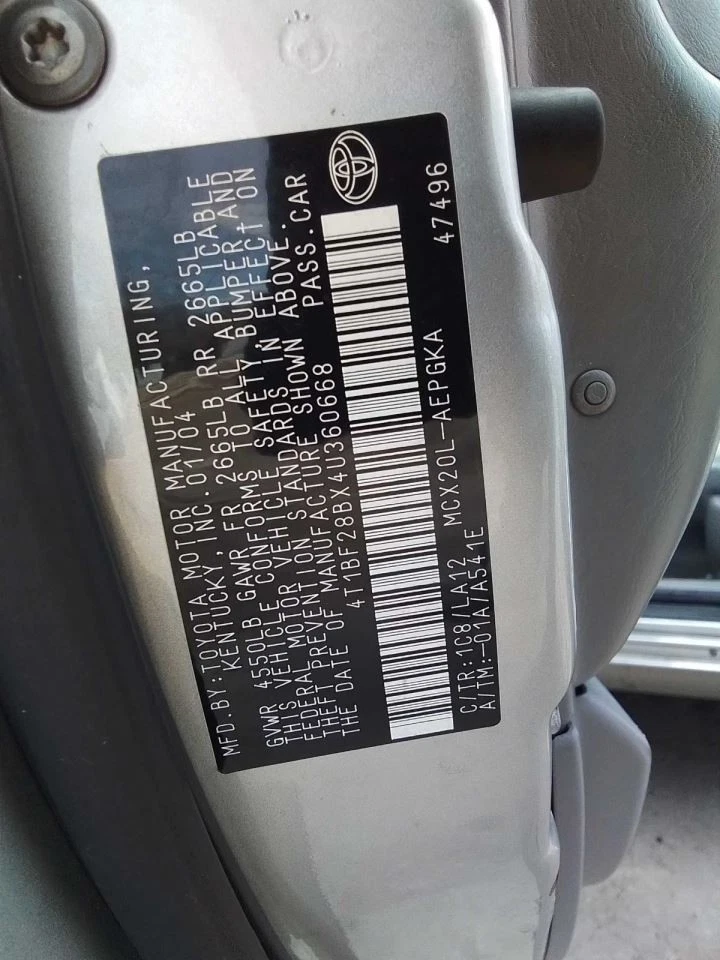 MFD.BY:TOYOTA MOTOR MANUFACTURING,
KENTUCKY, INC.01/04
GVWR 4550LB GAWR FR 2665LB RR 2665LB
THIS VEHICLE CONFORMS TO ALL APPLICABLE
FEDERAL MOTOR VEHICLE SAFETY, BUMPER, AND
THEFT PREVENTION STANDARDS IN EFFECT ON
THE DATE OF MANUFACTURE SHOWN ABOVE.
4T1BF28BX4U360668 PASS.CAR
C/TR:1C8/LA12 MCX20L-AEPGKA 47496
A/TM:-01A/A541E